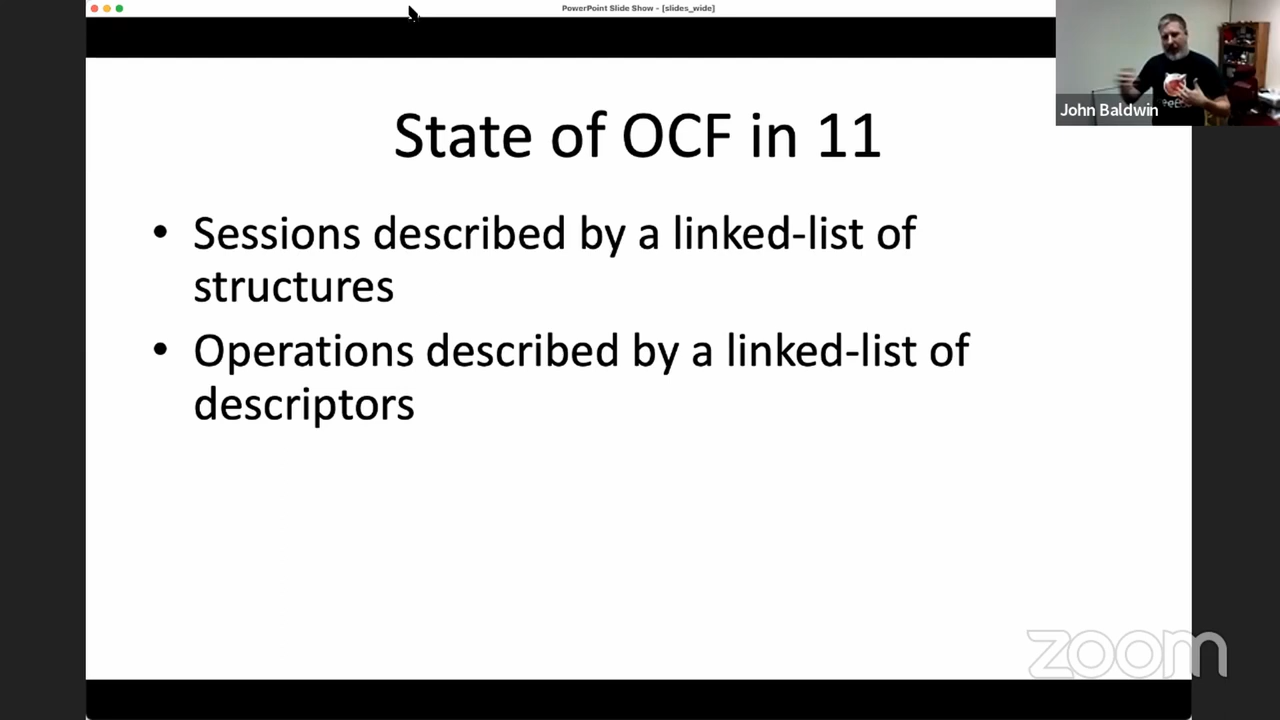 PowerPoint Slide Show - [slides_wide]
John Baldwin
State of OCF in 11
• Sessions described by a linked-list of
structures
• Operations described by a linked-list of
descriptors
zoom